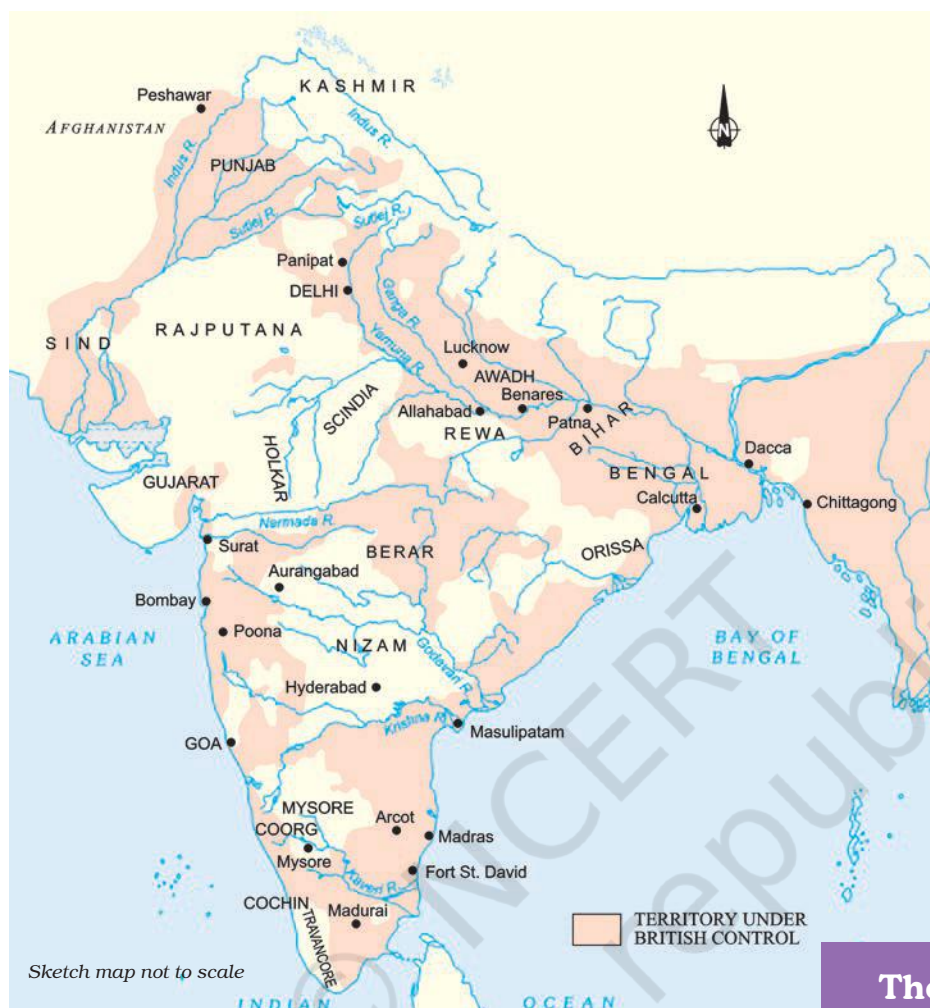 KASHMIR
Peshawar
AFGHANISTAN
Indus R.
Indus R.
PUNJAB
Sutlej R.
Sutlej R.
Panipat
DELHI
Ganga R.
RAJPUTANA
SIND
Yamuna R.
Lucknow
AWADH
Benares
Allahabad
Patna
BIHAR
SCINDIA
REWA
HOLKAR
Dacca
BENGAL
GUJARAT
Calcutta
Chittagong
Narmada R.
Surat
BERAR
ORISSA
Aurangabad
Bombay
Poona
ARABIAN
SEA
NIZAM
Godavari R.
BAY OF
BENGAL
Hyderabad
Krishna R.
Masulipatam
GOA
MYSORE
Arcot
COORG
Madras
Mysore
Fort St. David
Kaveri R.
COCHIN
Madurai
TRAVANCORE
TERRITORY UNDER
BRITISH CONTROL
Sketch map not to scale
INDIAN OCEAN
N
© NCERT
republi
The